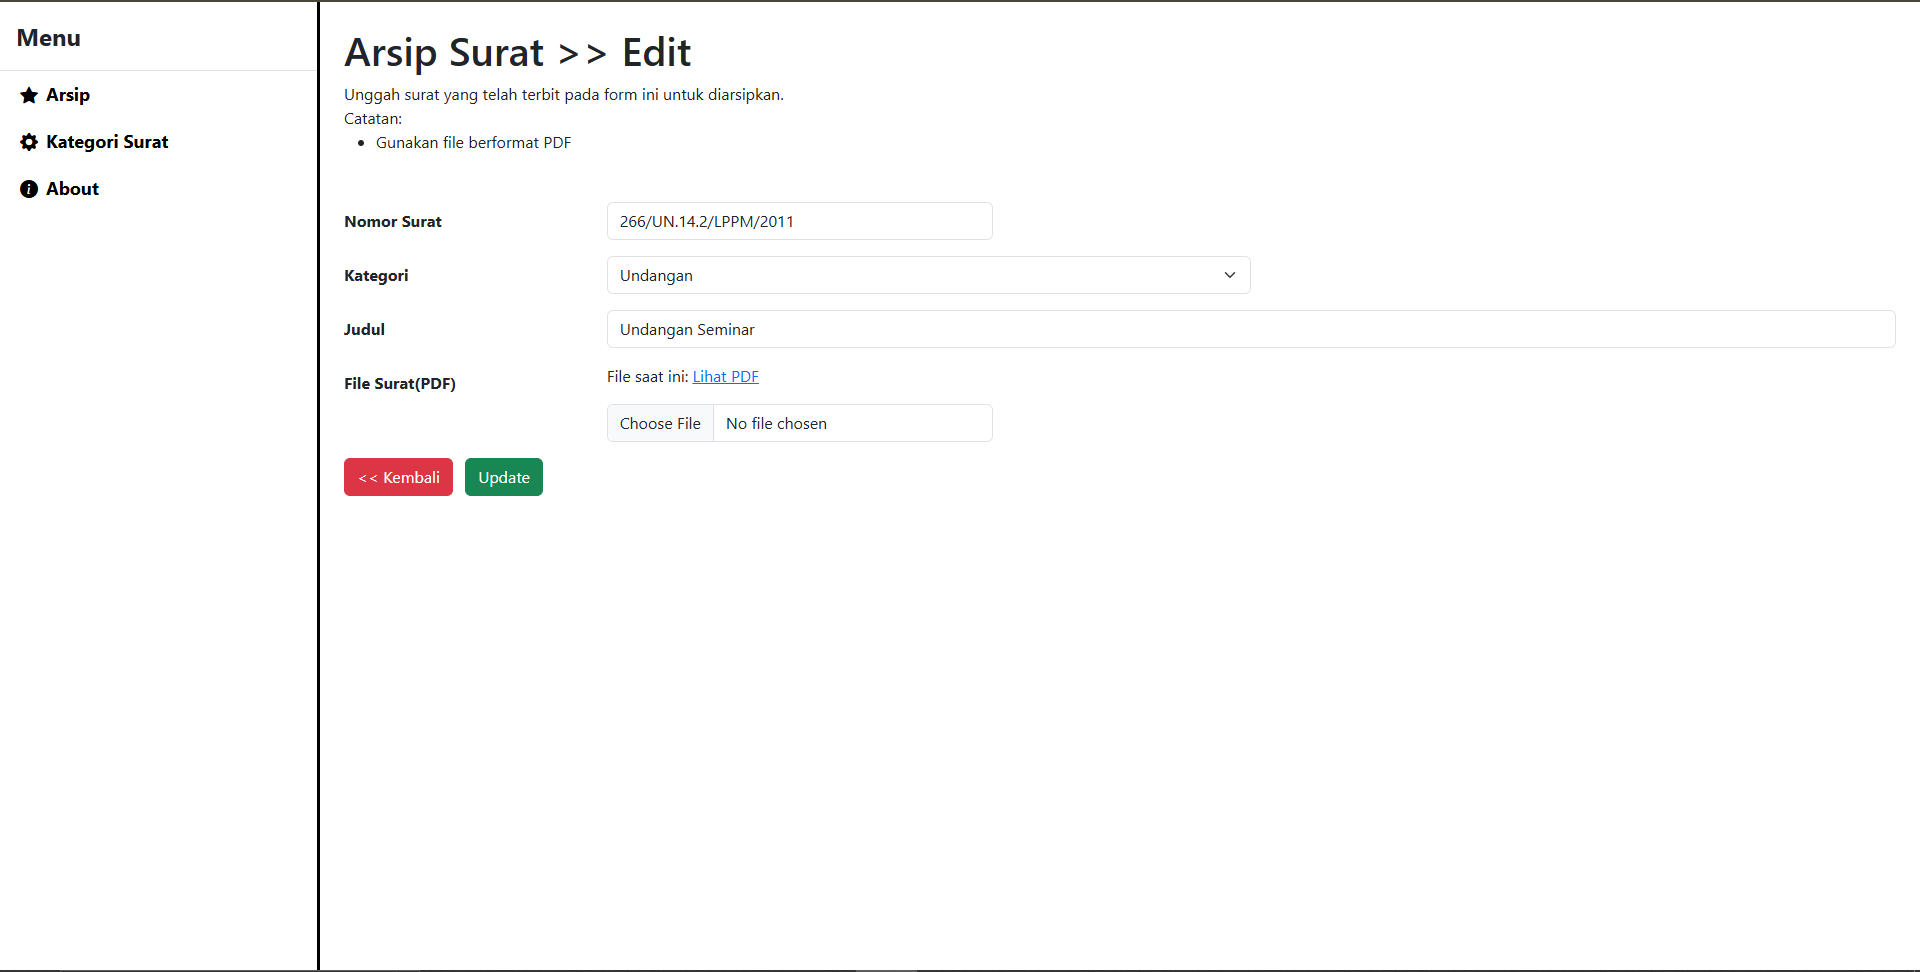 Menu
Arsip
Kategori Surat
About
Arsip Surat >> Edit
Unggah surat yang telah terbit pada form ini untuk diarsipkan.
Catatan:
• Gunakan file berformat PDF
Nomor Surat 266/UN.14.2/LPPM/2011
Kategori Undangan
Judul Undangan Seminar
File Surat(PDF) File saat ini: Lihat PDF
Choose File No file chosen
<< Kembali Update